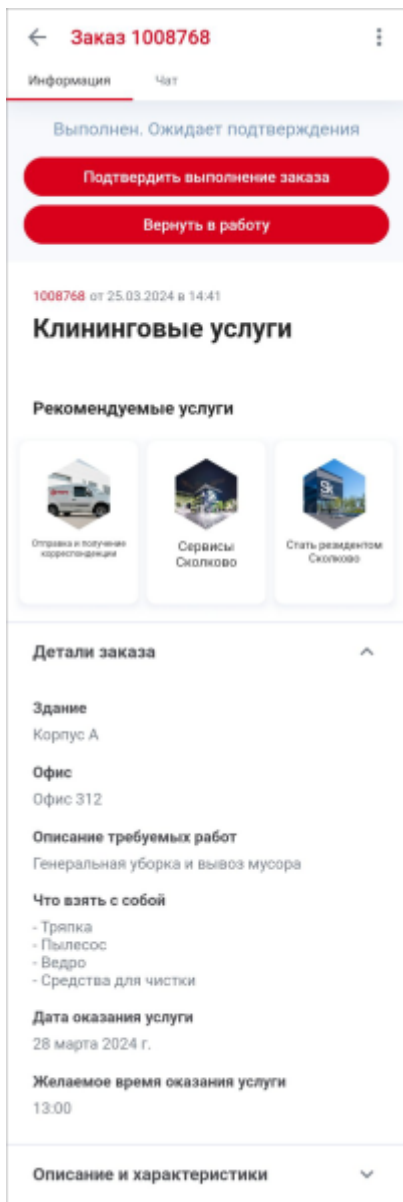 Заказ 1008768
Информация
Чат
Выполнен. Ожидает подтверждения
Подтвердить выполнение заказа
Вернуть в работу
1008768 от 25.03.2024 в 14:41
Клининговые услуги
Рекомендуемые услуги
Отправка и получение
корреспонденции
Сервисы
Сколково
Sk
Стать резидентом
Сколково
Детали заказа
Здание
Корпус А
Офис
Офис 312
Описание требуемых работ
Генеральная уборка и вывоз мусора
Что взять с собой
- Тряпка
- Пылесос
- Ведро
- Средства для чистки
Дата оказания услуги
28 марта 2024 г.
Желаемое время оказания услуги
13:00
Описание и характеристики